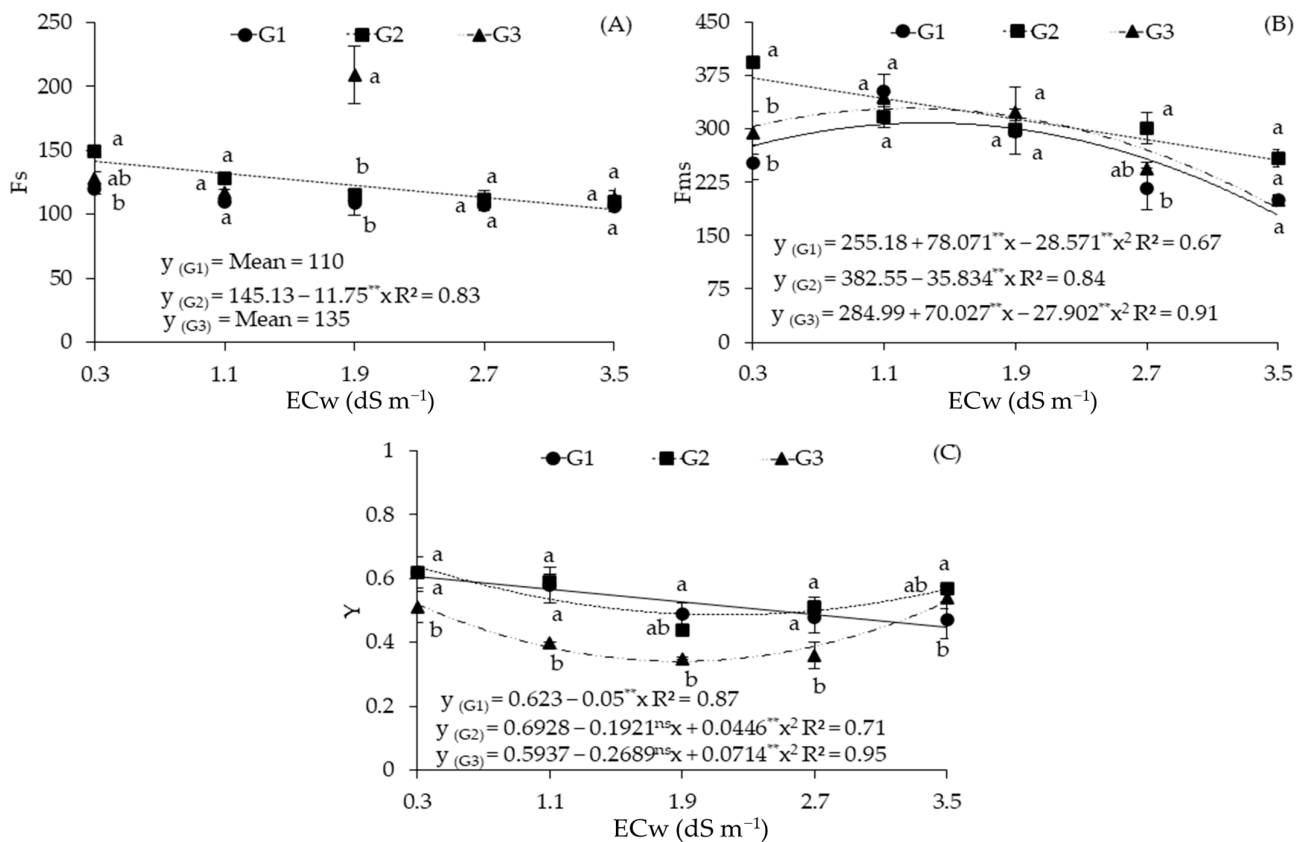 (A)
G1 G2 G3
250
200
150
100
50
0
Fs
a
a
ab
b
a
a
a
a
b
b
a
a
a
a
a
a
y (G1) = Mean = 110
y (G2) = 145.13 − 11.75**x R² = 0.83
y (G3) = Mean = 135
0.3 1.1 1.9 2.7 3.5
ECw (dS m−1)
(B)
G1 G2 G3
450
375
300
225
150
75
0
Fms
a
b
b
a
a
a
a
a
a
a
ab
b
a
a
a
y (G1) = 255.18 + 78.071**x − 28.571**x² R² = 0.67
y (G2) = 382.55 − 35.834**x R² = 0.84
y (G3) = 284.99 + 70.027**x − 27.902**x² R² = 0.91
0.3 1.1 1.9 2.7 3.5
ECw (dS m−1)
(C)
G1 G2 G3
1
0.8
0.6
0.4
0.2
0
Y
a
a
b
a
a
b
a
ab
b
a
a
b
a
ab
b
y (G1) = 0.623 − 0.05**x R² = 0.87
y (G2) = 0.6928 − 0.1921nsx + 0.0446**x² R² = 0.71
y (G3) = 0.5937 − 0.2689nsx + 0.0714**x² R² = 0.95
0.3 1.1 1.9 2.7 3.5
ECw (dS m−1)